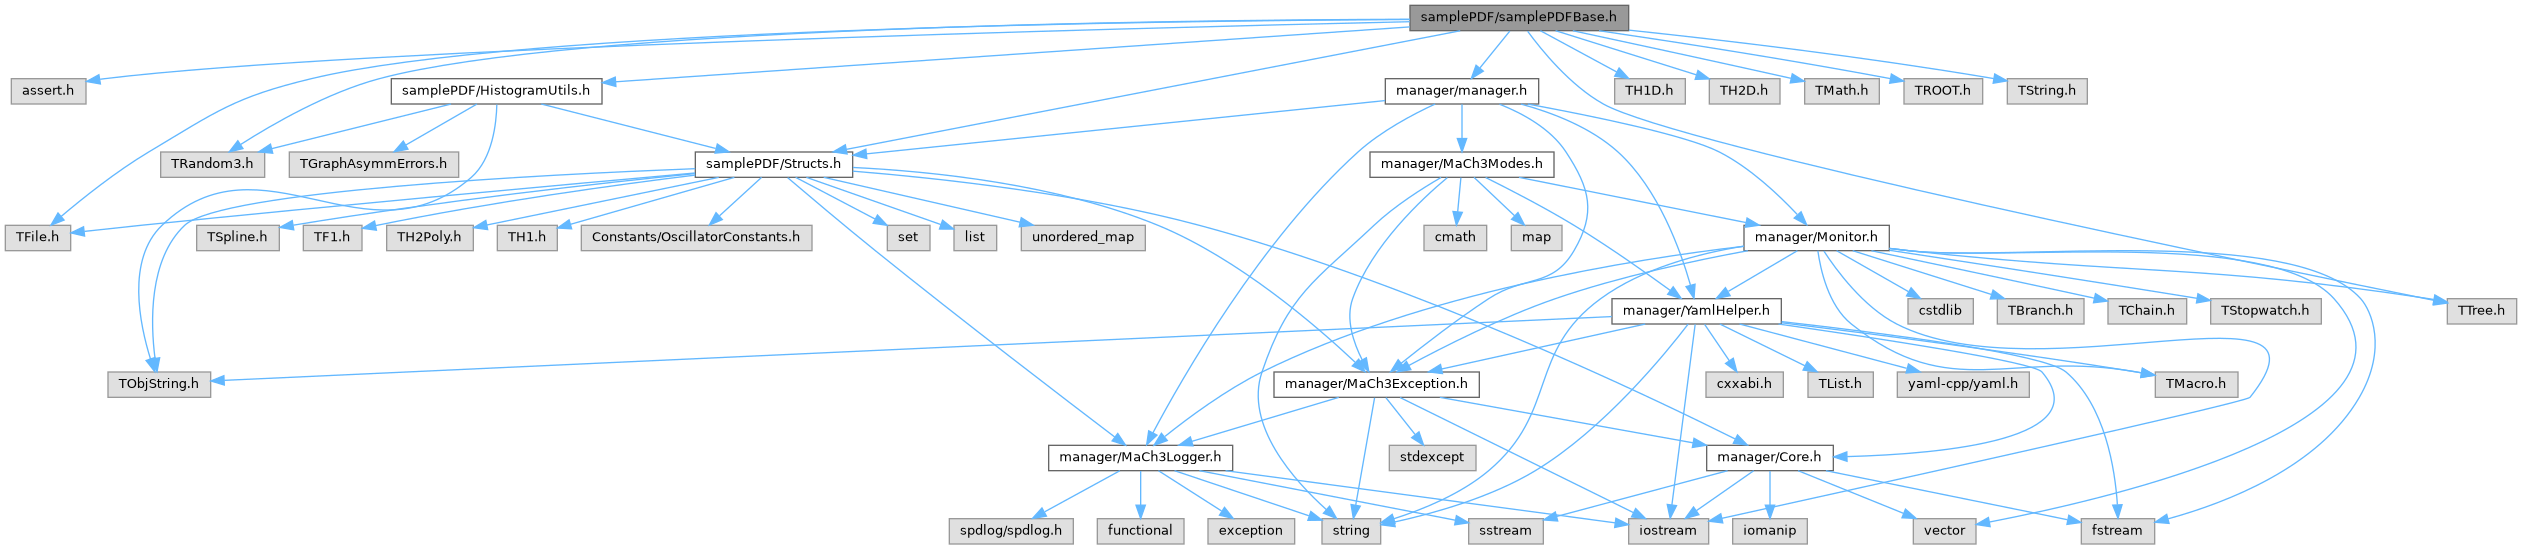 samplePDF/samplePDFBase.h
assert.h
samplePDF/HistogramUtils.h
manager/manager.h
TH1D.h
TH2D.h
TMath.h
TROOT.h
TString.h
TRandom3.h
TGraphAsymmErrors.h
samplePDF/Structs.h
manager/MaCh3Modes.h
TFile.h
TSpline.h
TF1.h
TH2Poly.h
TH1.h
Constants/OscillatorConstants.h
set
list
unordered_map
cmath
map
manager/Monitor.h
manager/YamlHelper.h
cstdlib
TBranch.h
TChain.h
TStopwatch.h
TTree.h
TObjString.h
manager/MaCh3Exception.h
cxxabi.h
TList.h
yaml-cpp/yaml.h
TMacro.h
manager/MaCh3Logger.h
stdexcept
manager/Core.h
spdlog/spdlog.h
functional
exception
string
sstream
iostream
iomanip
vector
fstream